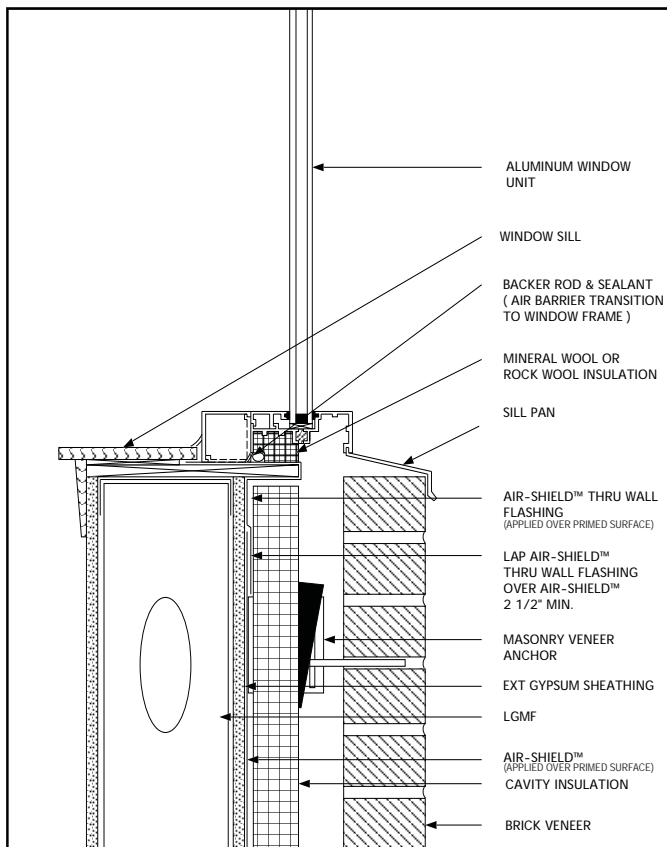 ALUMINUM WINDOW
UNIT
WINDOW SILL
BACKER ROD & SEALANT
( AIR BARRIER TRANSITION
TO WINDOW FRAME )
MINERAL WOOL OR
ROCK WOOL INSULATION
SILL PAN
AIR-SHIELD™ THRU WALL
FLASHING
(APPLIED OVER PRIMED SURFACE)
LAP AIR-SHIELD™
THRU WALL FLASHING
OVER AIR-SHIELD™
2 1/2" MIN.
MASONRY VENEER
ANCHOR
EXT GYPSUM SHEATHING
LGMF
AIR-SHIELD™
(APPLIED OVER PRIMED SURFACE)
CAVITY INSULATION
BRICK VENEER